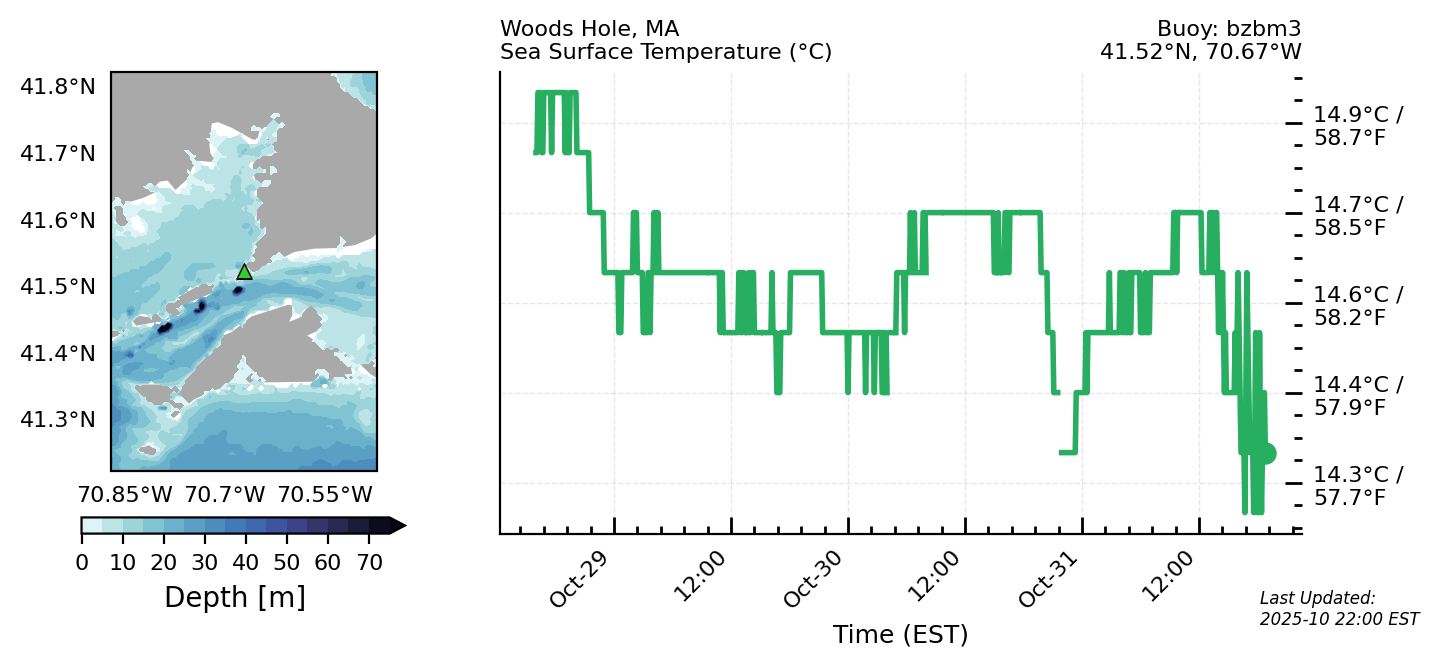 Woods Hole, MA
Sea Surface Temperature (°C)
Buoy: bzbm3
41.52°N, 70.67°W
41.8°N
41.7°N
41.6°N
41.5°N
41.4°N
41.3°N
70.85°W 70.7°W 70.55°W
0 10 20 30 40 50 60 70
Depth [m]
14.9°C /
58.7°F
14.7°C /
58.5°F
14.6°C /
58.2°F
14.4°C /
57.9°F
14.3°C /
57.7°F
Oct-29 12:00 Oct-30 12:00 Oct-31 12:00
Time (EST)
Last Updated:
2025-10 22:00 EST